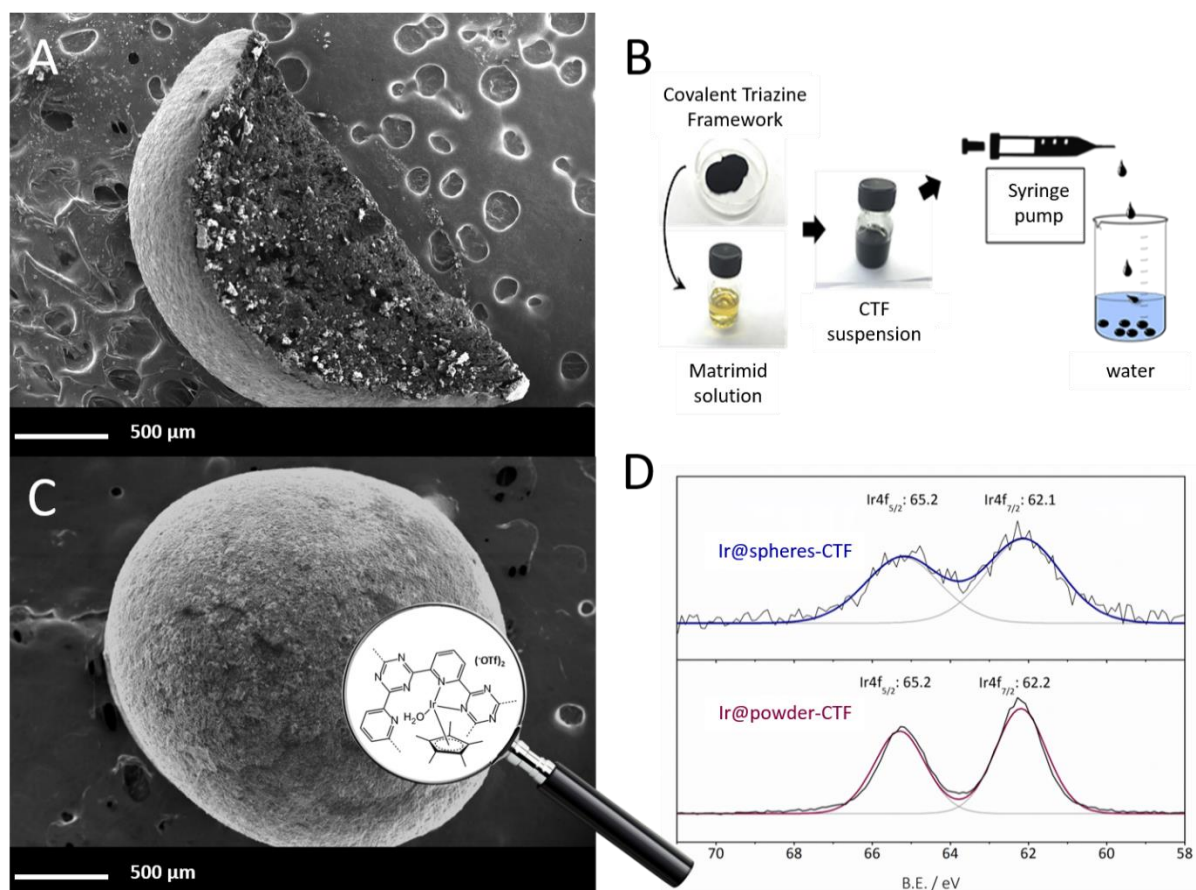 A
500 µm
B
Covalent Triazine
Framework
Matrimid
solution
CTF
suspension
Syringe
pump
water
C
(⁻OTf)₂
N
N
N
N
N
N
N
N
N
Ir
H₂O
500 µm
D
Ir4f₅/₂: 65.2
Ir4f₇/₂: 62.1
Ir@spheres-CTF
Ir4f₅/₂: 65.2
Ir4f₇/₂: 62.2
Ir@powder-CTF
70 68 66 64 62 60 58
B.E. / eV